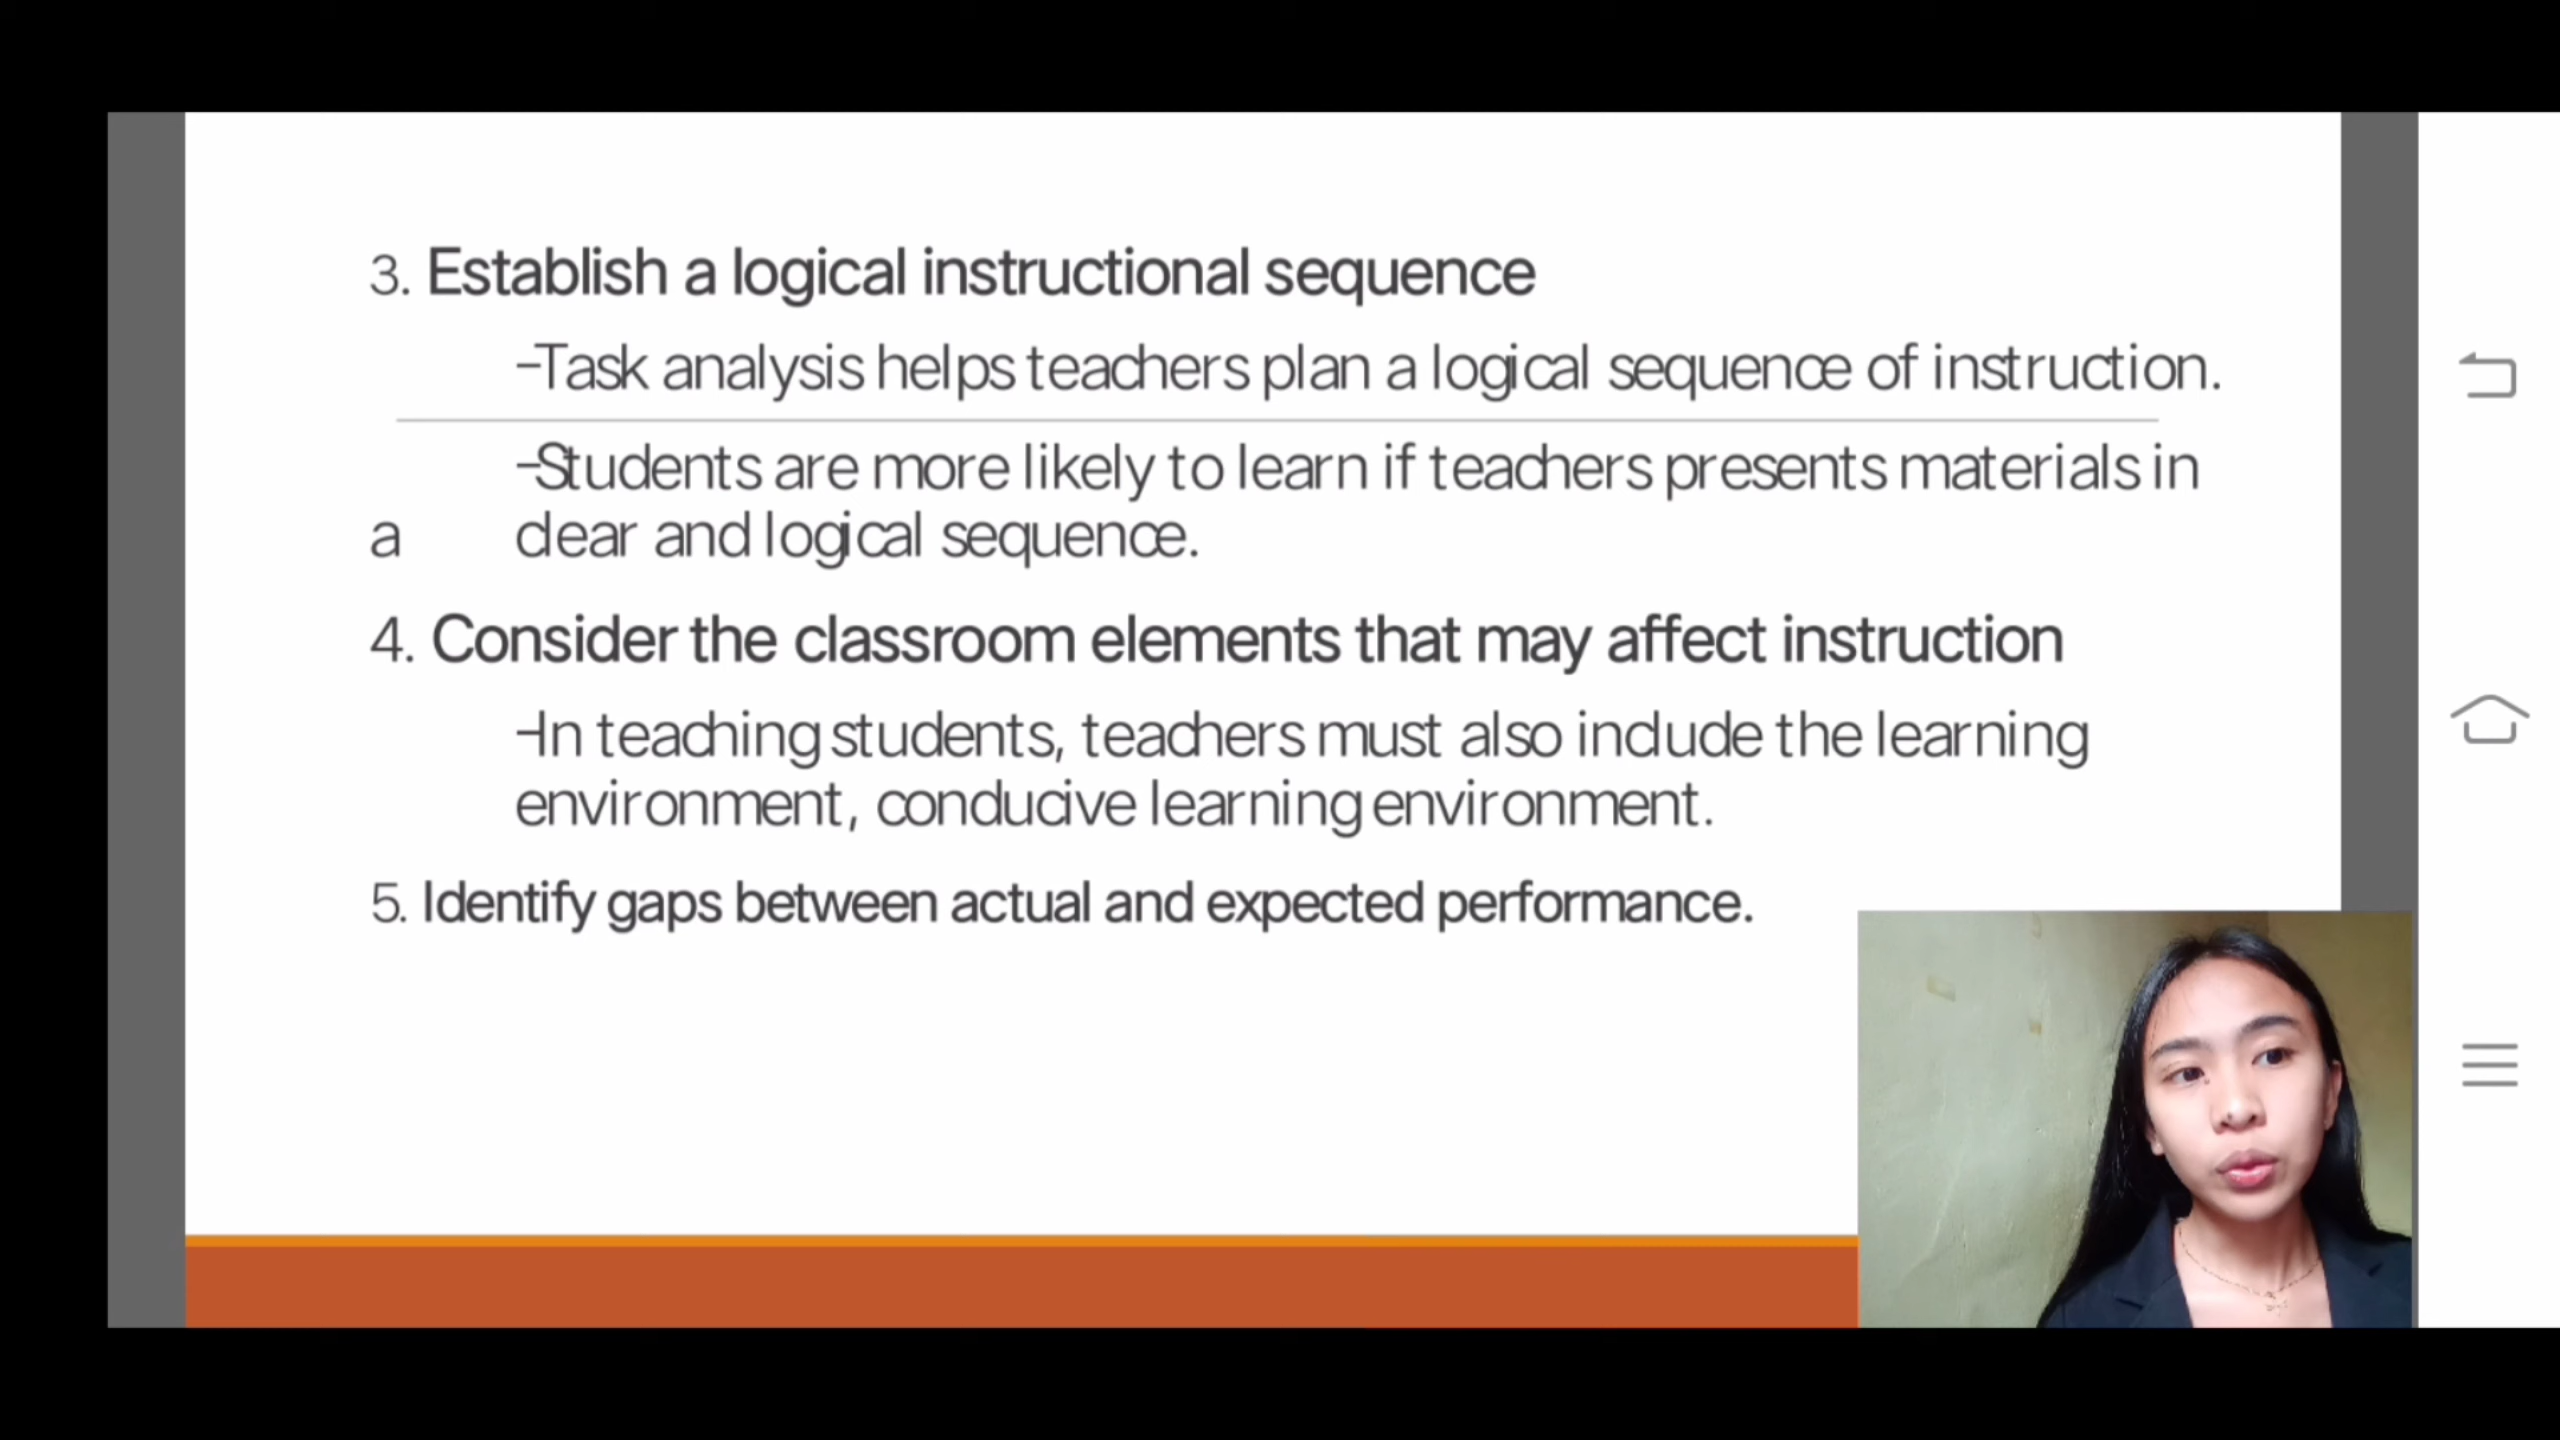 3. Establish a logical instructional sequence
-Task analysis helps teachers plan a logical sequence of instruction.
-Students are more likely to learn if teachers presents materials in
a clear and logical sequence.
4. Consider the classroom elements that may affect instruction
-In teaching students, teachers must also include the learning
environment, conducive learning environment.
5. Identify gaps between actual and expected performance.